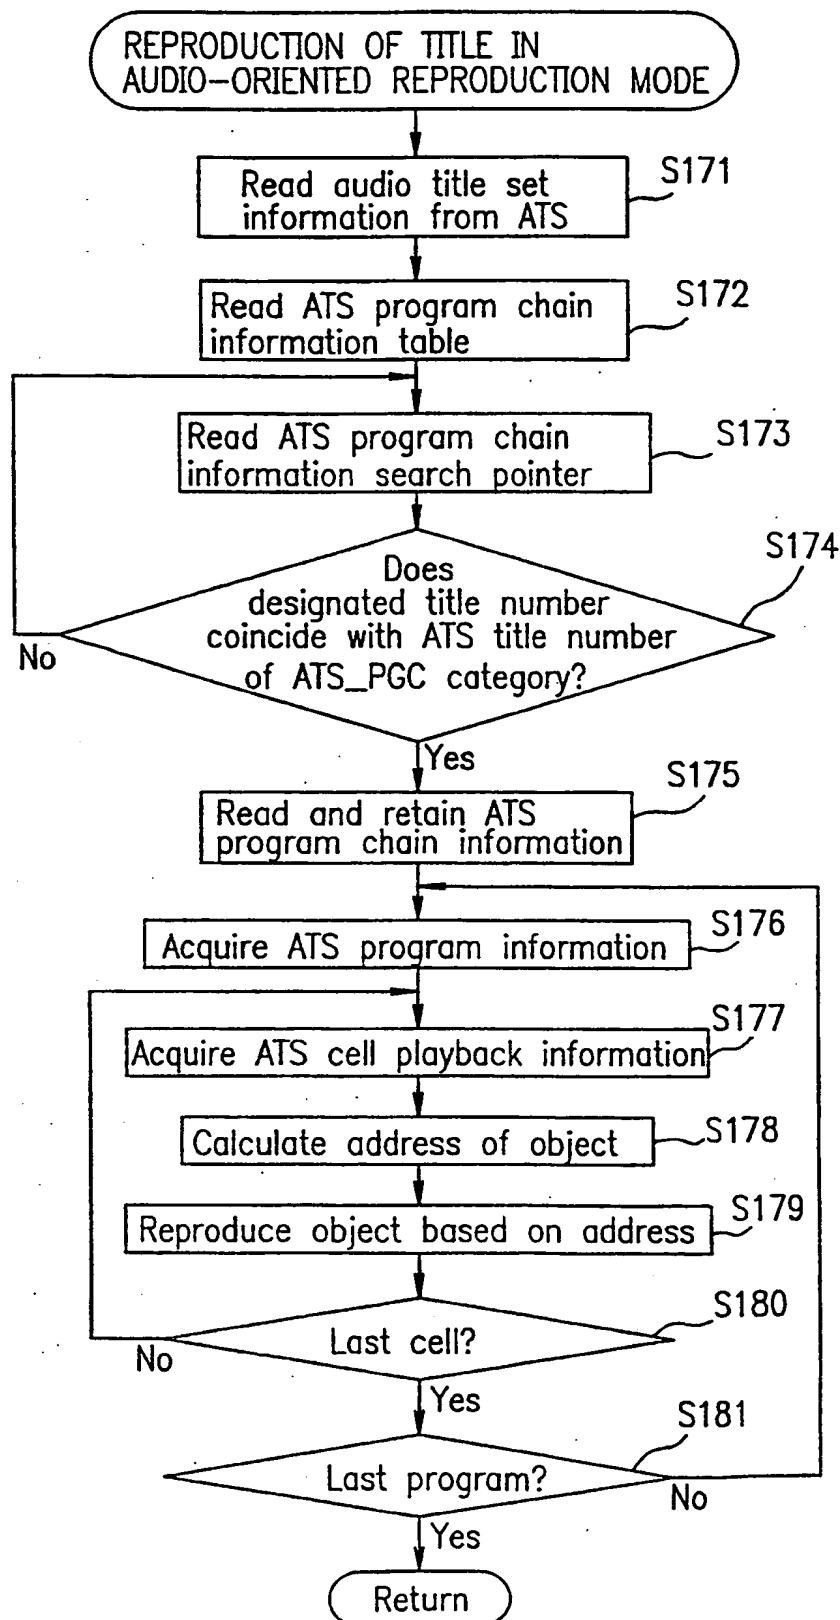 REPRODUCTION OF TITLE IN
AUDIO-ORIENTED REPRODUCTION MODE
Read audio title set
information from ATS
S171
Read ATS program chain
information table
S172
Read ATS program chain
information search pointer
S173
Does
designated title number
coincide with ATS title number
of ATS_PGC category?
S174
No
Yes
Read and retain ATS
program chain information
S175
Acquire ATS program information
S176
Acquire ATS cell playback information
S177
Calculate address of object
S178
Reproduce object based on address
S179
Last cell?
S180
No
Yes
Last program?
S181
No
Yes
Return